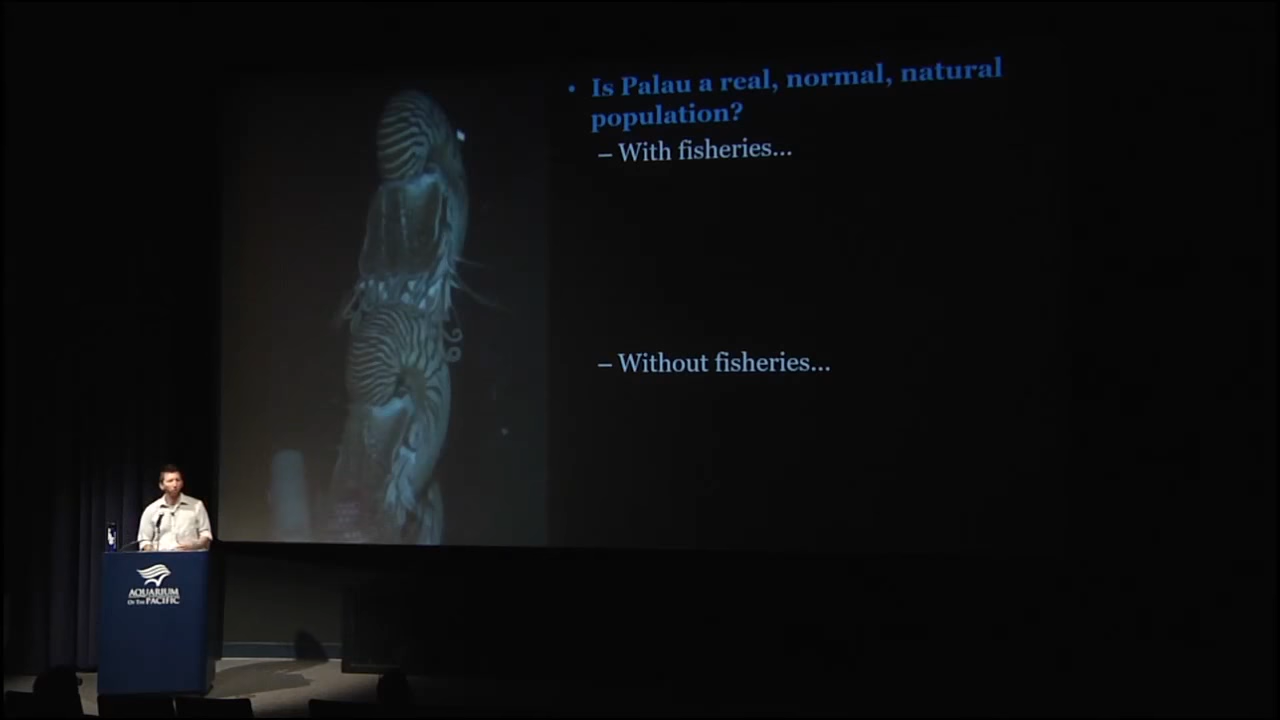 • Is Palau a real, normal, natural
population?
– With fisheries...
– Without fisheries...
AQUARIUM
OF THE PACIFIC